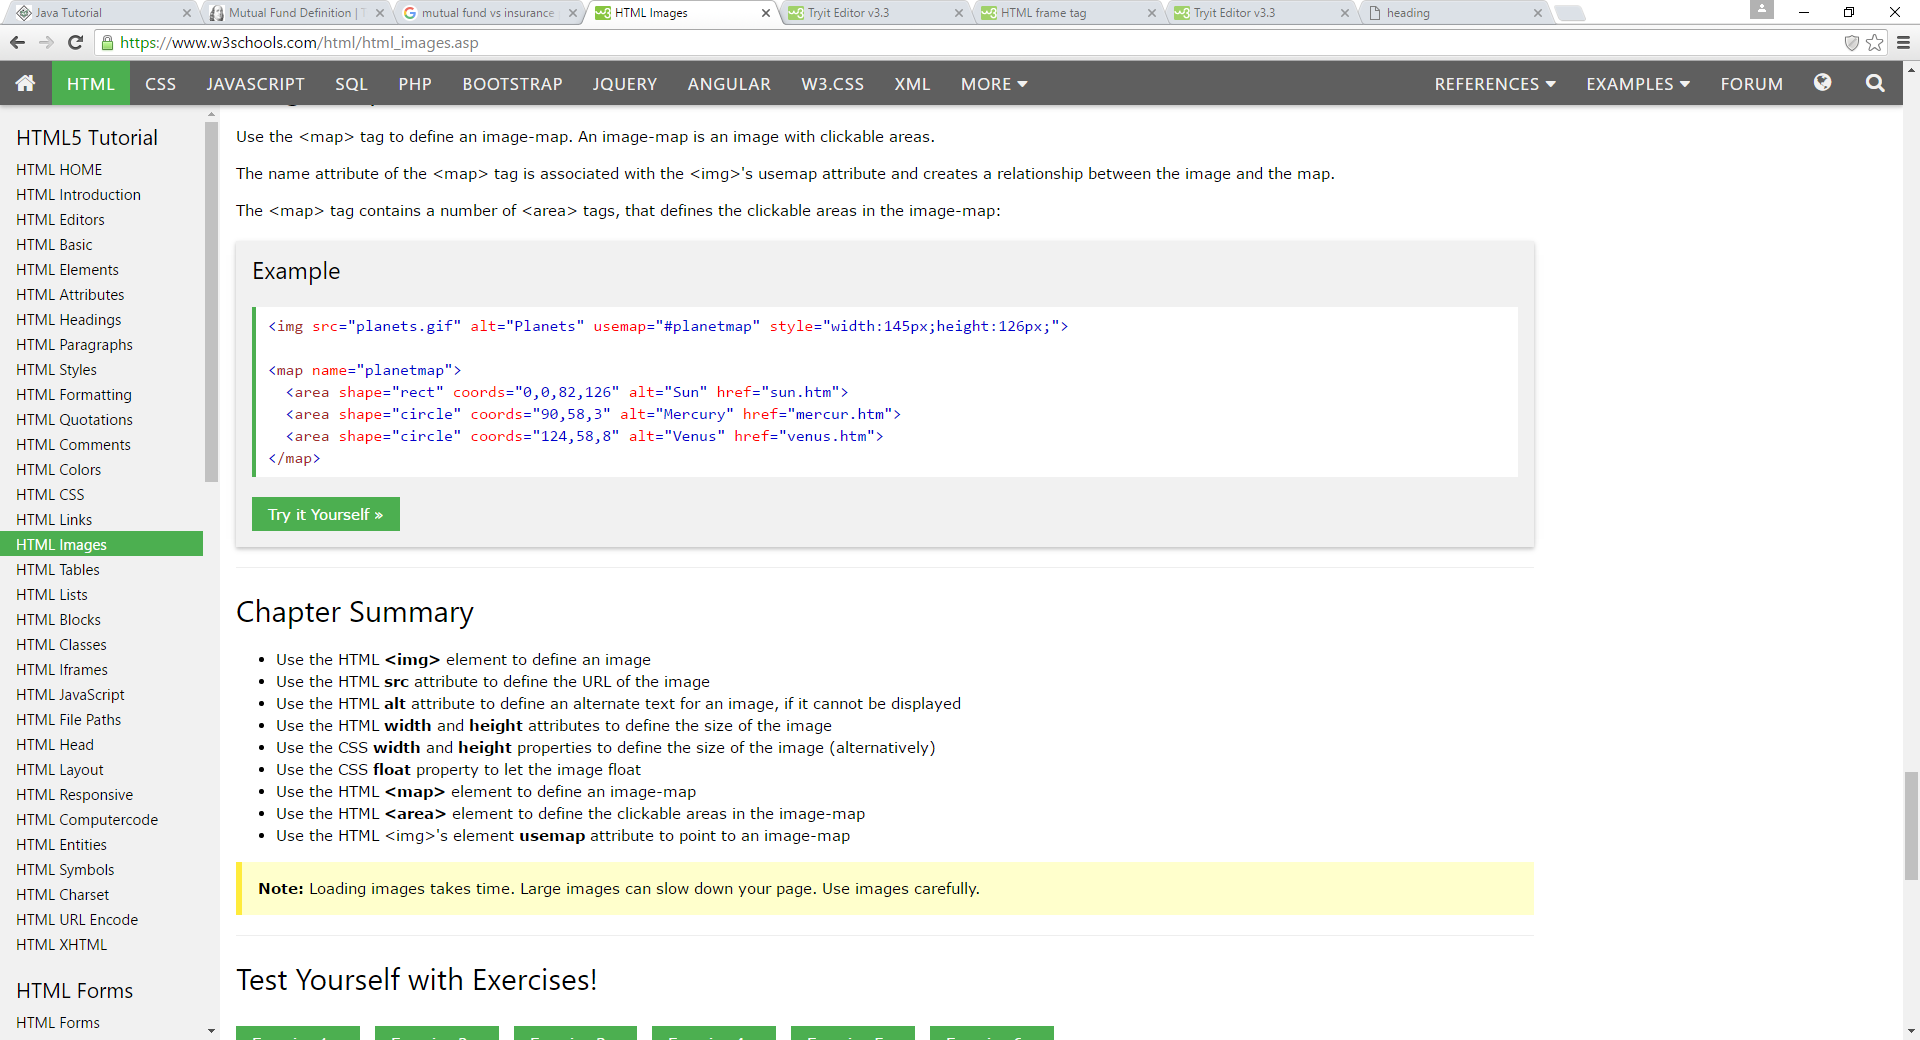 Java Tutorial
Mutual Fund Definition | T
mutual fund vs insurance
HTML Images
Tryit Editor v3.3
HTML frame tag
Tryit Editor v3.3
heading
https://www.w3schools.com/html/html_images.asp
HTML CSS JAVASCRIPT SQL PHP BOOTSTRAP JQUERY ANGULAR W3.CSS XML MORE REFERENCES EXAMPLES FORUM
HTML5 Tutorial
HTML HOME
HTML Introduction
HTML Editors
HTML Basic
HTML Elements
HTML Attributes
HTML Headings
HTML Paragraphs
HTML Styles
HTML Formatting
HTML Quotations
HTML Comments
HTML Colors
HTML CSS
HTML Links
HTML Images
HTML Tables
HTML Lists
HTML Blocks
HTML Classes
HTML Iframes
HTML JavaScript
HTML File Paths
HTML Head
HTML Layout
HTML Responsive
HTML Computercode
HTML Entities
HTML Symbols
HTML Charset
HTML URL Encode
HTML XHTML
HTML Forms
HTML Forms
Use the <map> tag to define an image-map. An image-map is an image with clickable areas.
The name attribute of the <map> tag is associated with the <img>'s usemap attribute and creates a relationship between the image and the map.
The <map> tag contains a number of <area> tags, that defines the clickable areas in the image-map:
Example
<img src="planets.gif" alt="Planets" usemap="#planetmap" style="width:145px;height:126px;">
<map name="planetmap">
<area shape="rect" coords="0,0,82,126" alt="Sun" href="sun.htm">
<area shape="circle" coords="90,58,3" alt="Mercury" href="mercur.htm">
<area shape="circle" coords="124,58,8" alt="Venus" href="venus.htm">
</map>
Try it Yourself »
Chapter Summary
• Use the HTML <img> element to define an image
• Use the HTML src attribute to define the URL of the image
• Use the HTML alt attribute to define an alternate text for an image, if it cannot be displayed
• Use the HTML width and height attributes to define the size of the image
• Use the CSS width and height properties to define the size of the image (alternatively)
• Use the CSS float property to let the image float
• Use the HTML <map> element to define an image-map
• Use the HTML <area> element to define the clickable areas in the image-map
• Use the HTML <img>'s element usemap attribute to point to an image-map
Note: Loading images takes time. Large images can slow down your page. Use images carefully.
Test Yourself with Exercises!